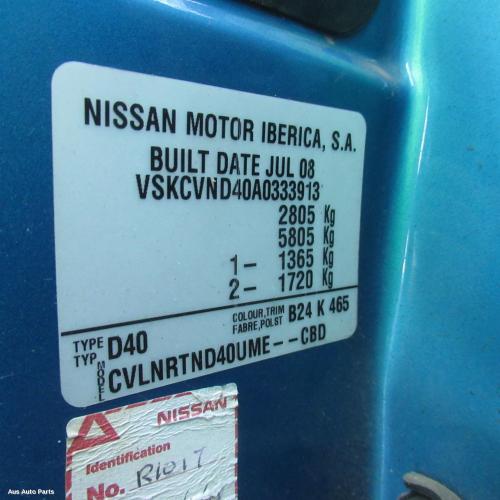 NISSAN MOTOR IBERICA, S.A.
BUILT DATE JUL 08
VSKCVND40A0333913
2805 Kg
5805 Kg
1- 1365 Kg
2- 1720 Kg
COLOUR,TRIM
FABRE,POLST B24 K 465
TYPE
TYP. D40
MODEL CVLNRTND40UME--CBD
NISSAN
Identification
No. R1017
Aus Auto Parts